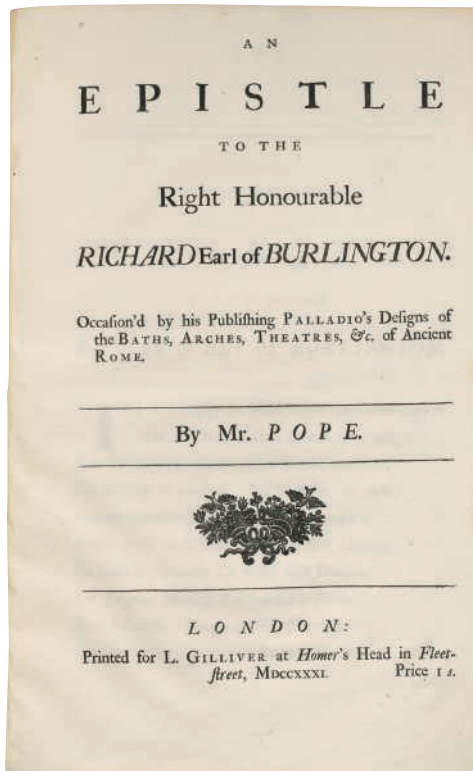 A N
E P I S T L E
TO THE
Right Honourable
RICHARD Earl of BURLINGTON.
Occaſion'd by his Publiſhing PALLADIO's Deſigns of
the BATHS, ARCHES, THEATRES, &c. of Ancient
ROME.
By Mr. POPE.
LONDON:
Printed for L. GILLIVER at Homer's Head in Fleet-
ſtreet, MDCCXXXI. Price 1 s.